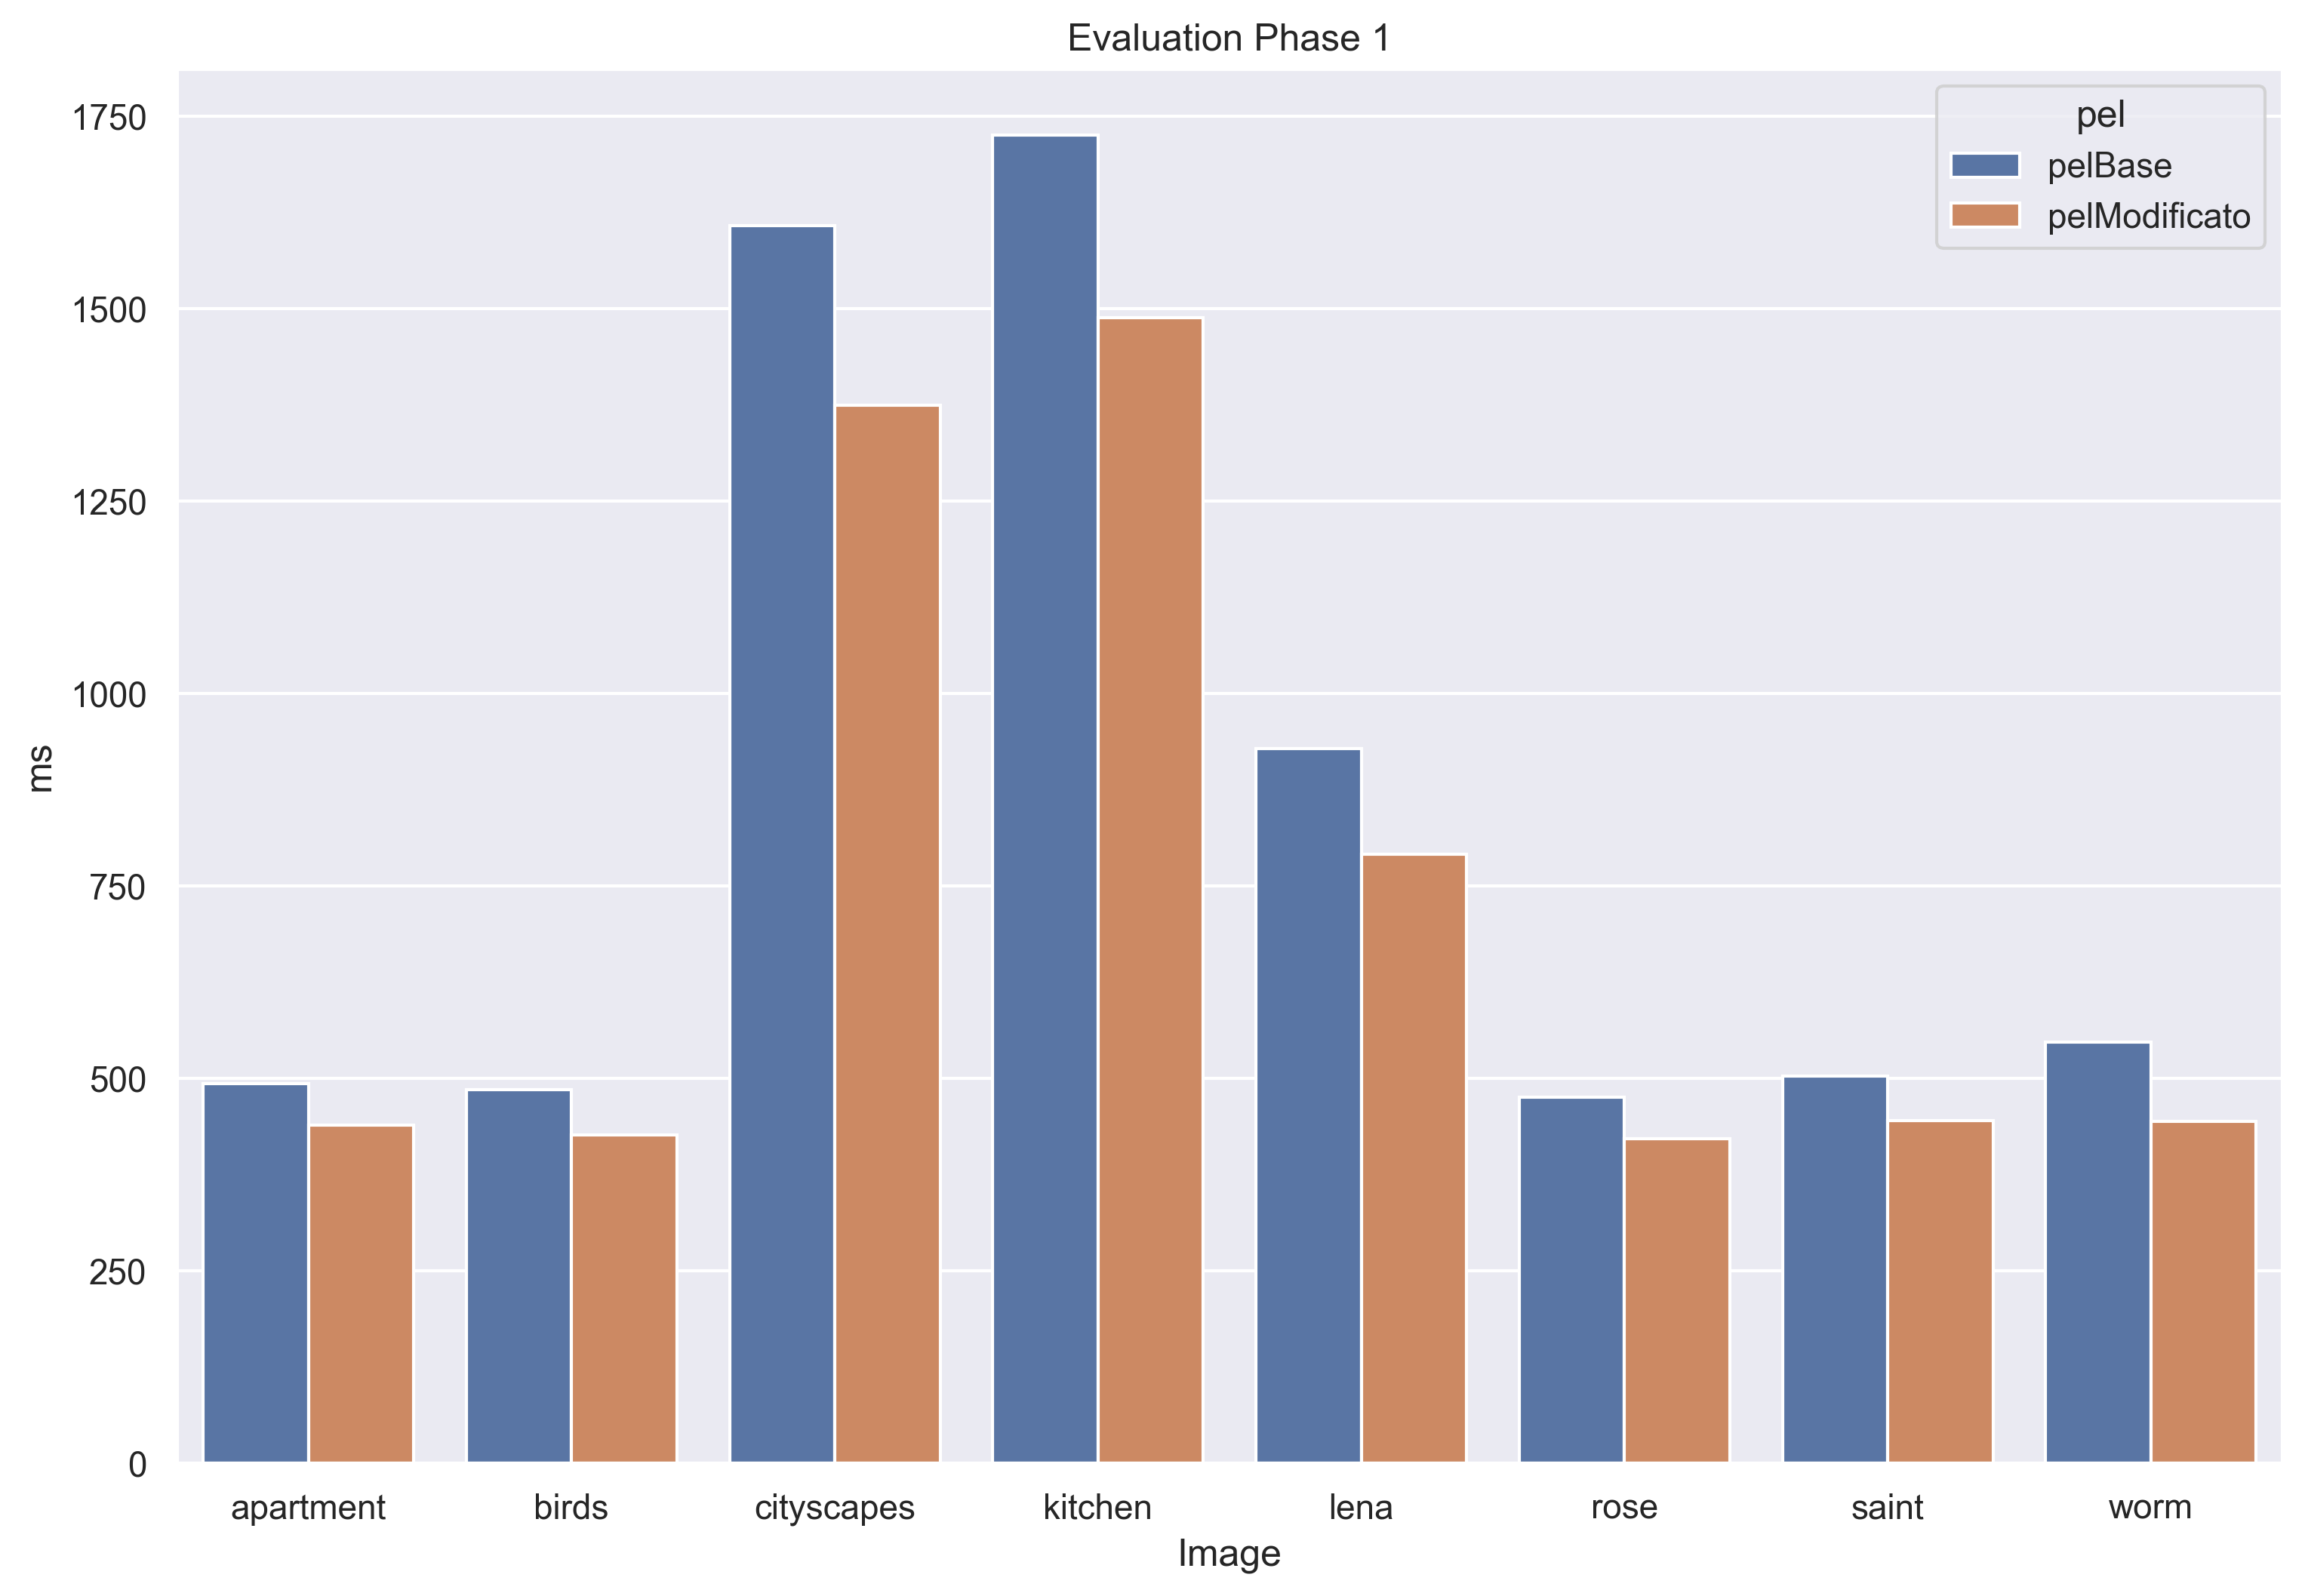 Evaluation Phase 1
pel
pelBase
pelModificato
1750
1500
1250
1000
750
500
250
0
ms
apartment birds cityscapes kitchen lena rose saint worm
Image